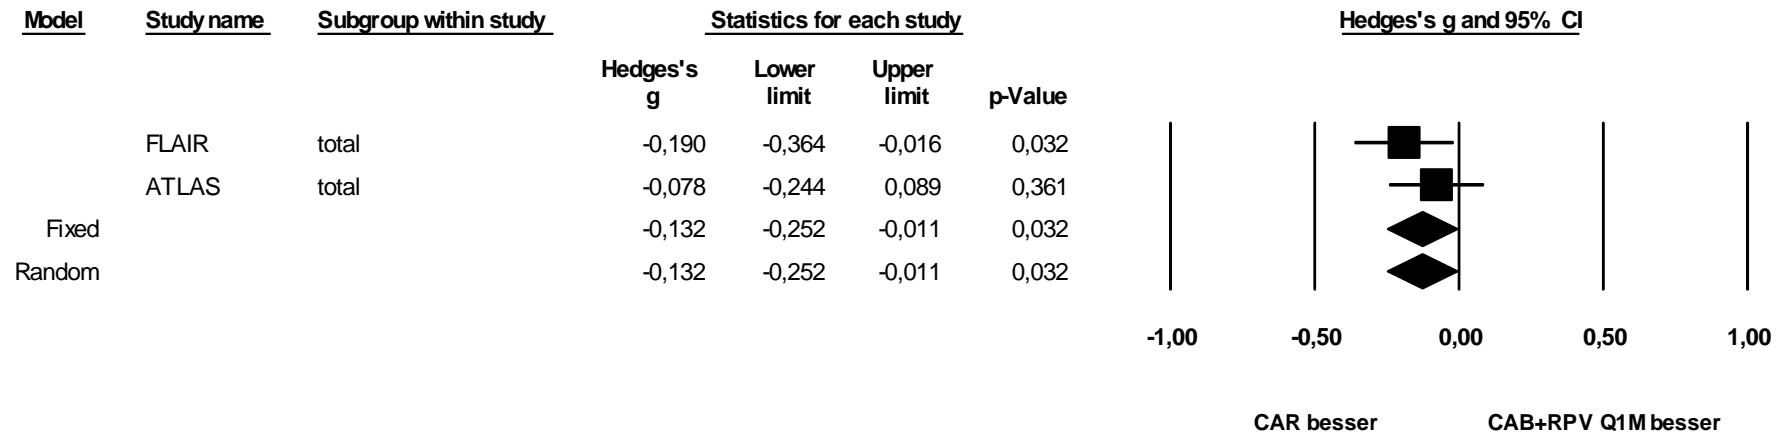 Model Study name Subgroup within study Statistics for each study Hedges's g and 95% CI
Hedges's Lower Upper
g limit limit p-Value
FLAIR total -0,190 -0,364 -0,016 0,032
ATLAS total -0,078 -0,244 0,089 0,361
Fixed -0,132 -0,252 -0,011 0,032
Random -0,132 -0,252 -0,011 0,032
-1,00 -0,50 0,00 0,50 1,00
CAR besser CAB+RPV Q1M besser